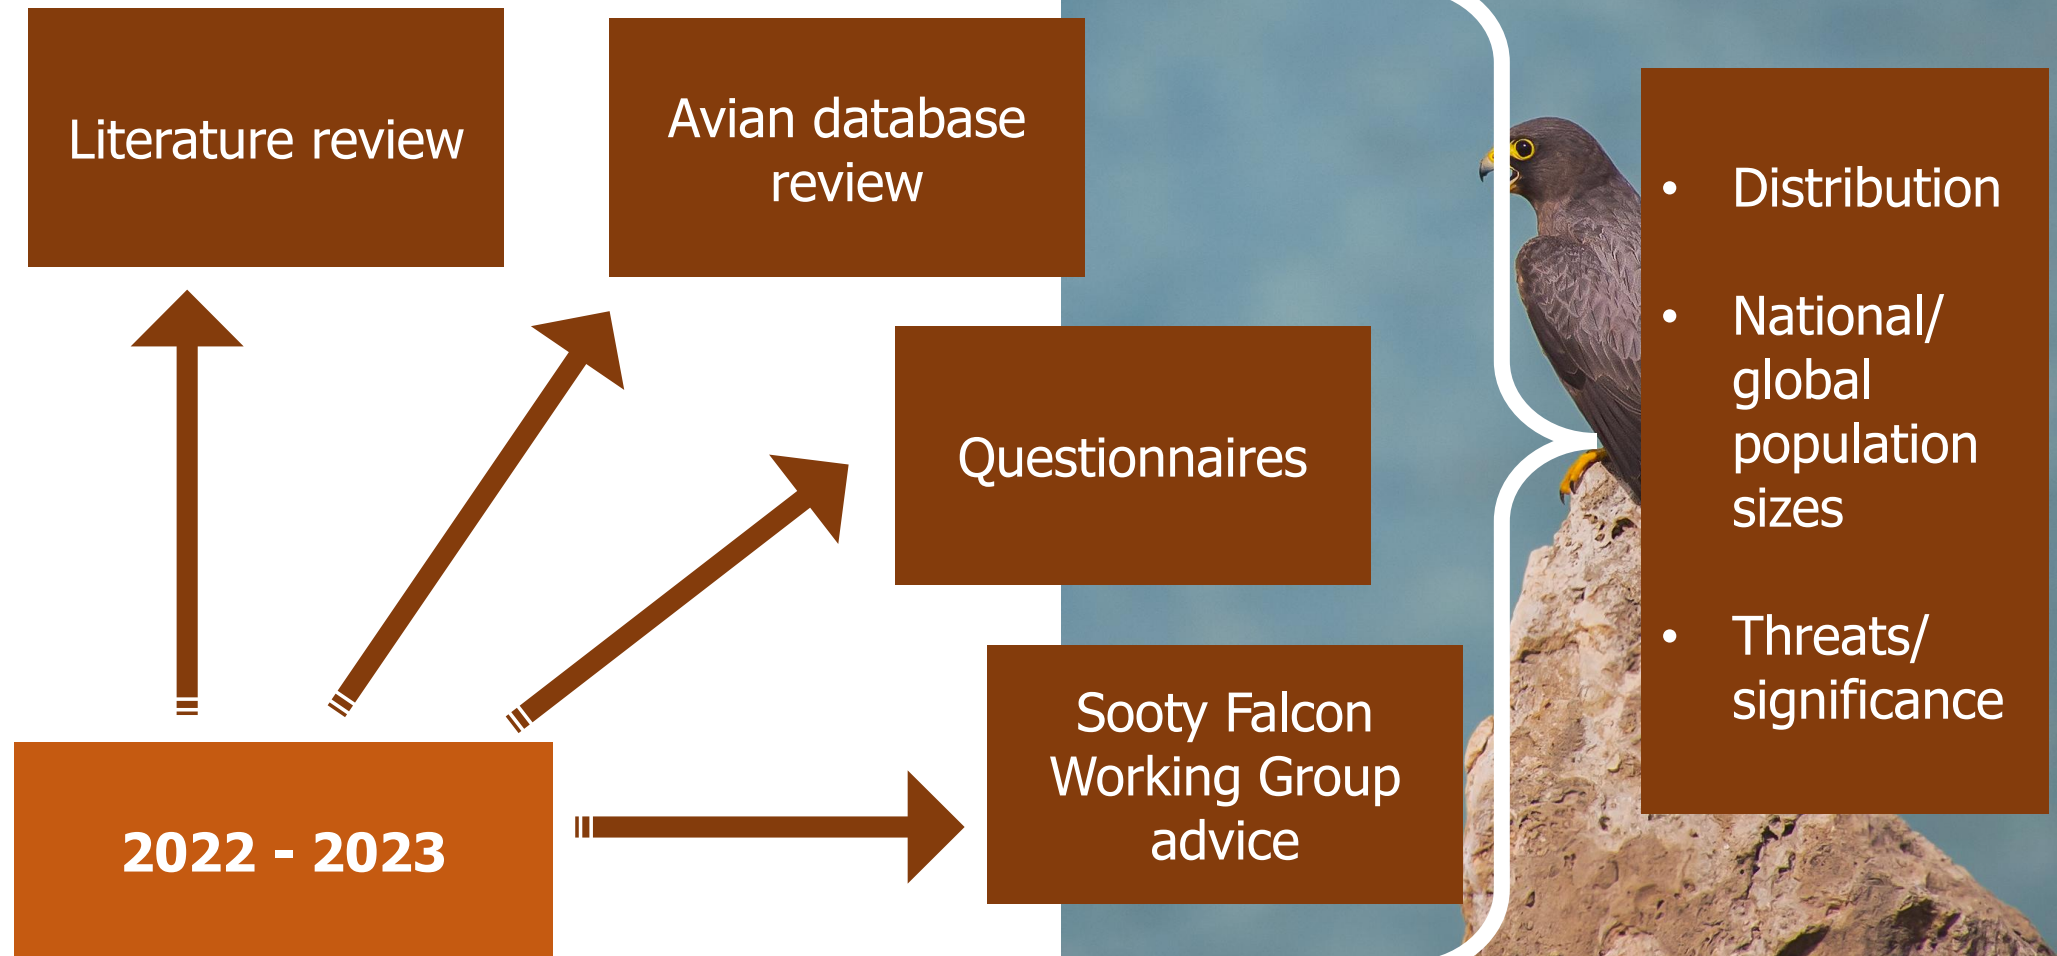 Literature review
Avian database
review
Questionnaires
Sooty Falcon
Working Group
advice
2022 - 2023
• Distribution
• National/
global
population
sizes
• Threats/
significance